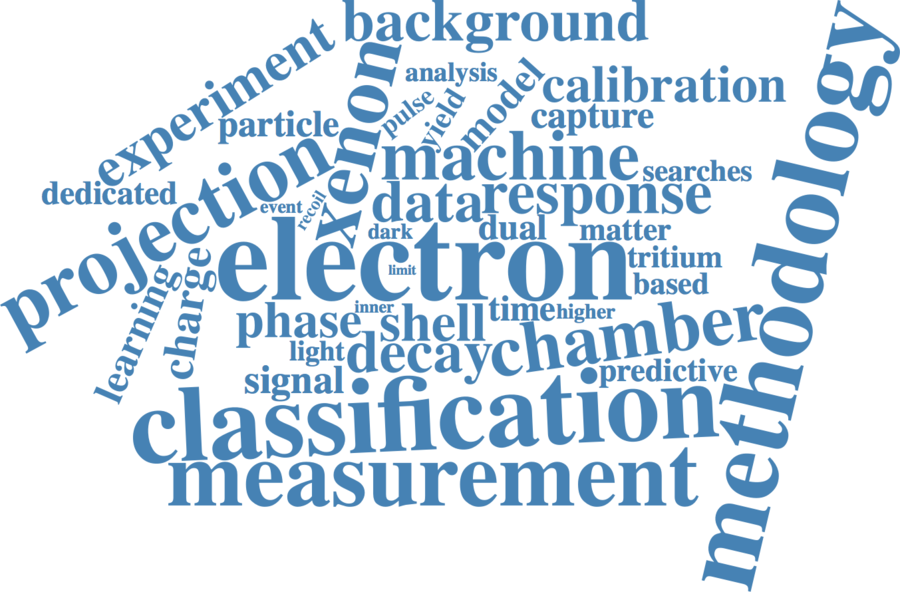 background
experiment
xenon
analysis
model
calibration
methodology
pulse
yield
capture
particle
machine
searches
projection
dedicated
data
response
event
recoil
dark
dual
matter
electron
tritium
limit
based
learning
charge
inner
time
higher
phase
shell
chamber
light
decay
predictive
signal
classification
measurement